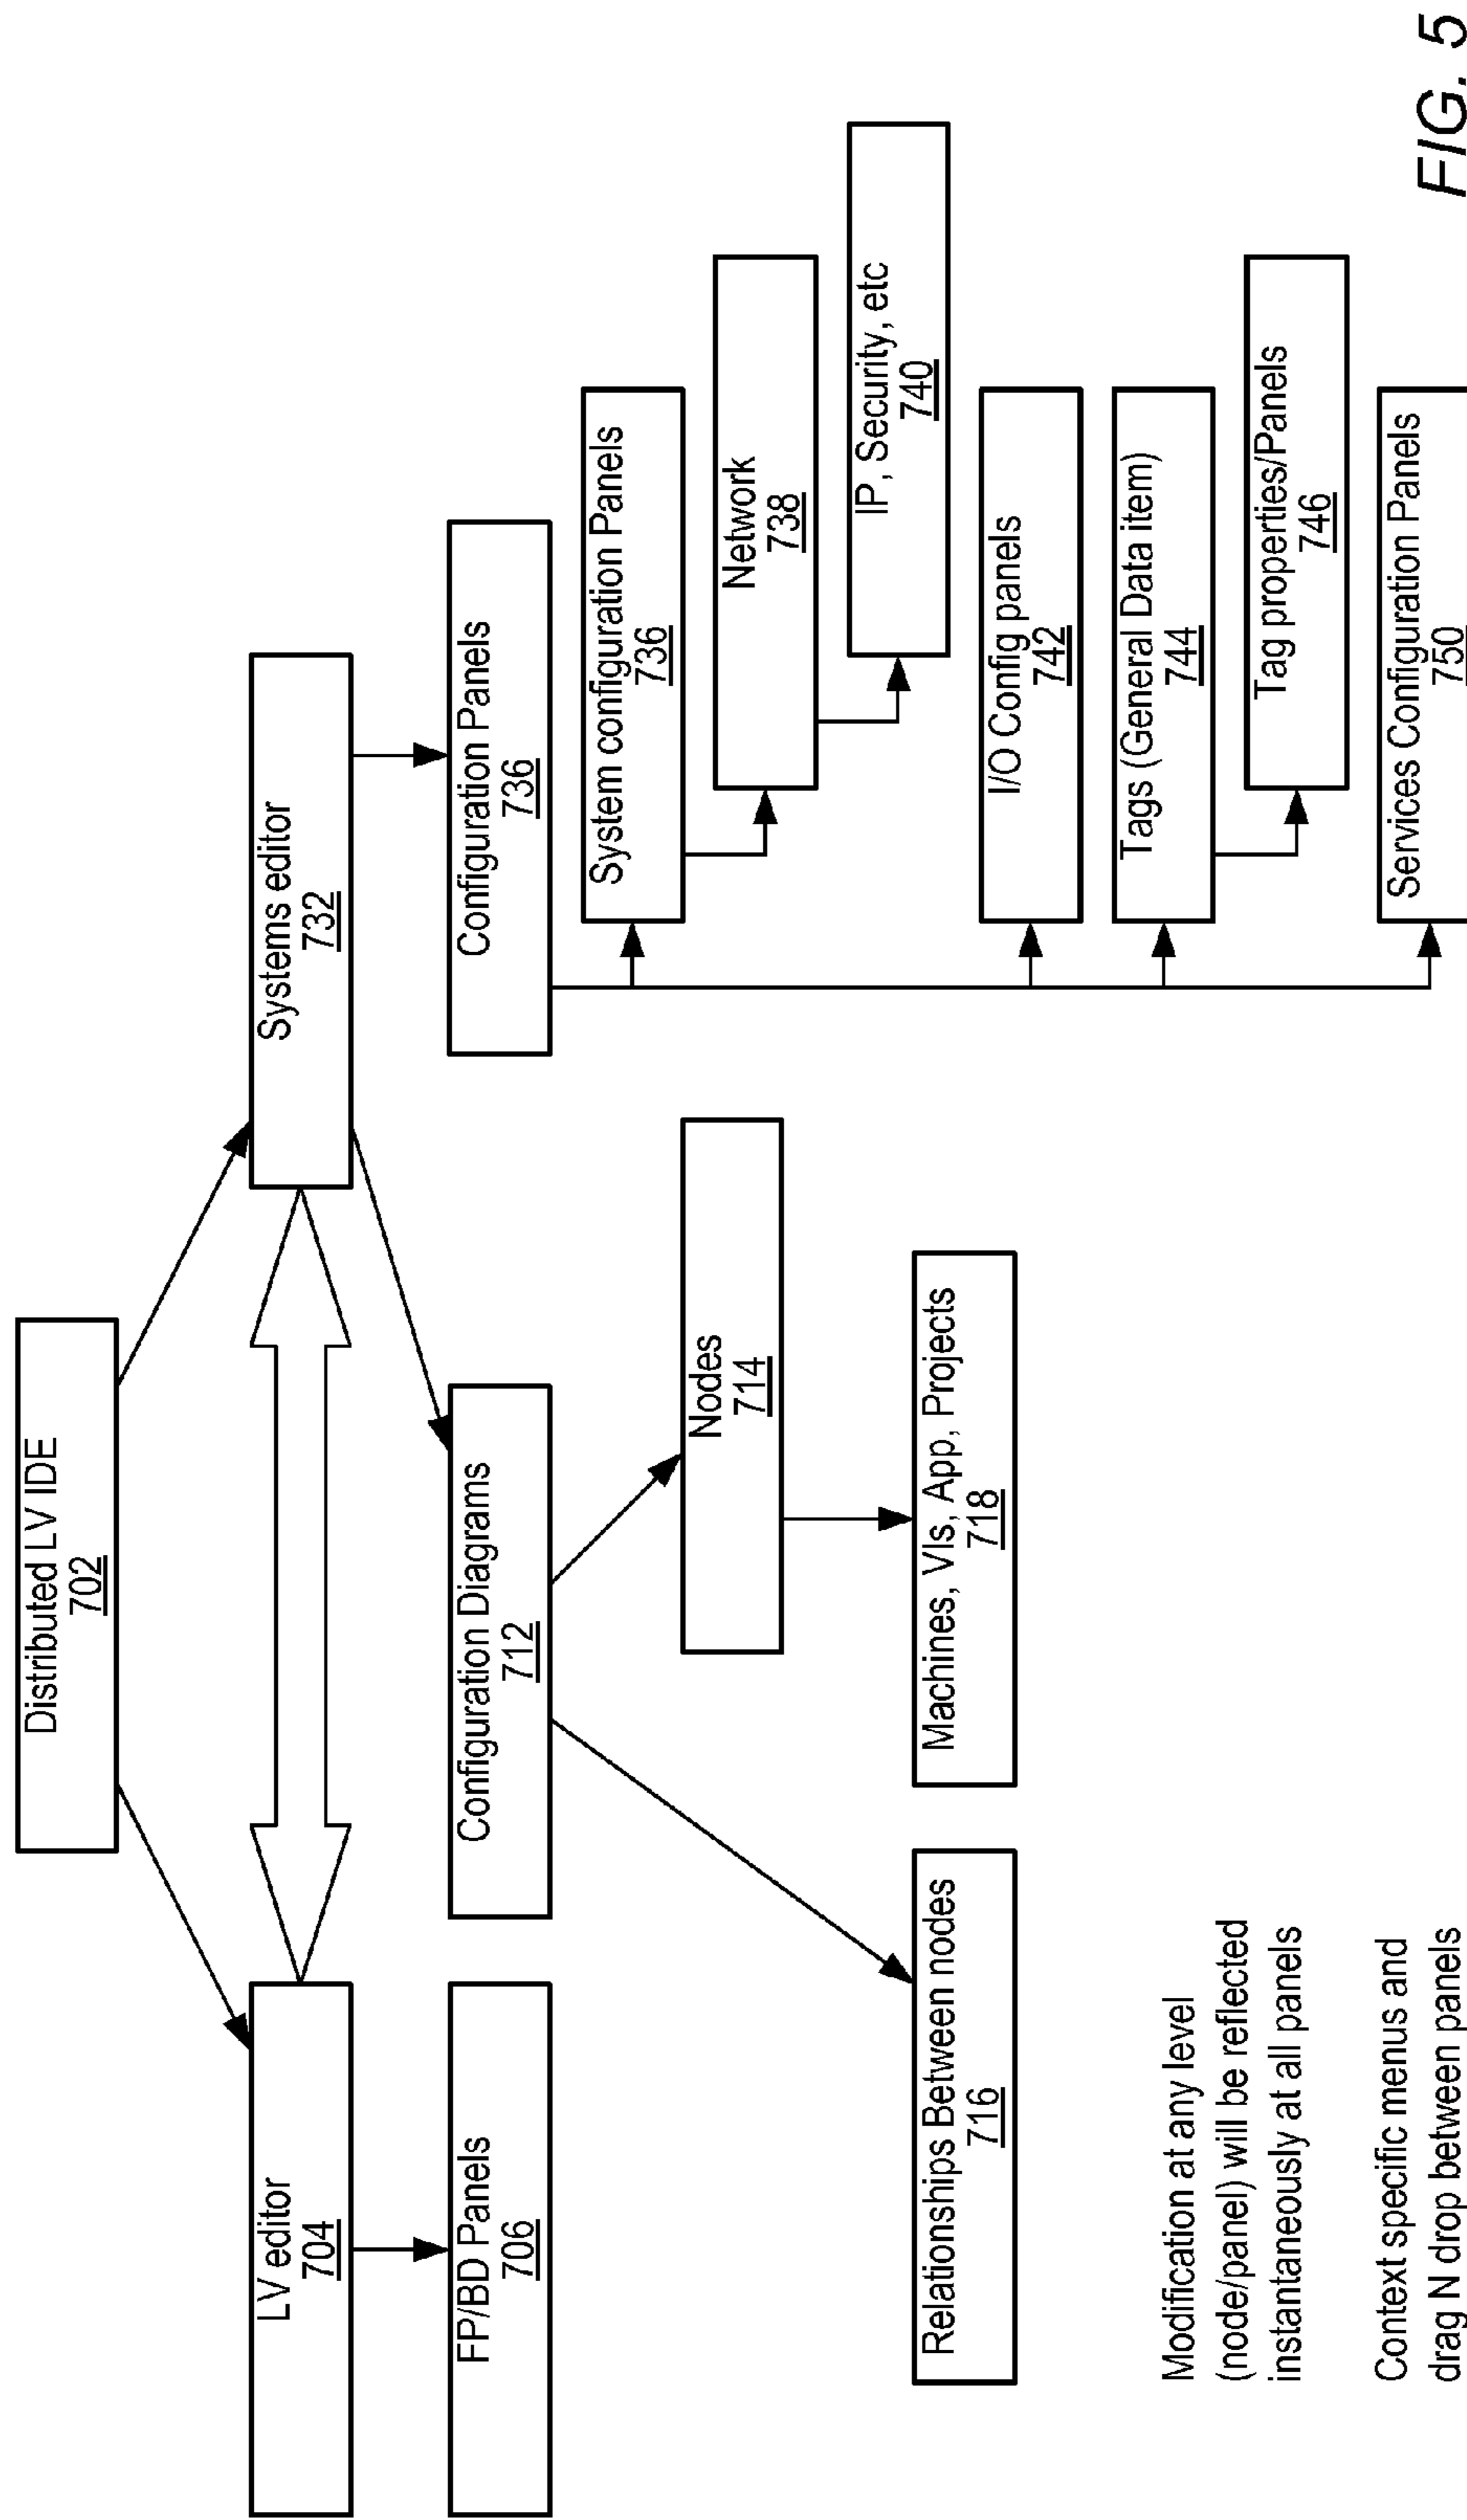 Distributed LV IDE
702
LV editor
704
Systems editor
732
FP/BD Panels
706
Configuration Diagrams
712
Configuration Panels
736
System configuration Panels
736
Nodes
714
Network
738
IP, Security, etc
740
Relationships Between nodes
716
Machines, VIs, App, Projects
718
I/O Config panels
742
Tags (General Data item)
744
Tag properties/Panels
746
Services Configuration Panels
750
Modification at any level
(node/panel) will be reflected
instantaneously at all panels
Context specific menus and
drag N drop between panels
FIG. 5